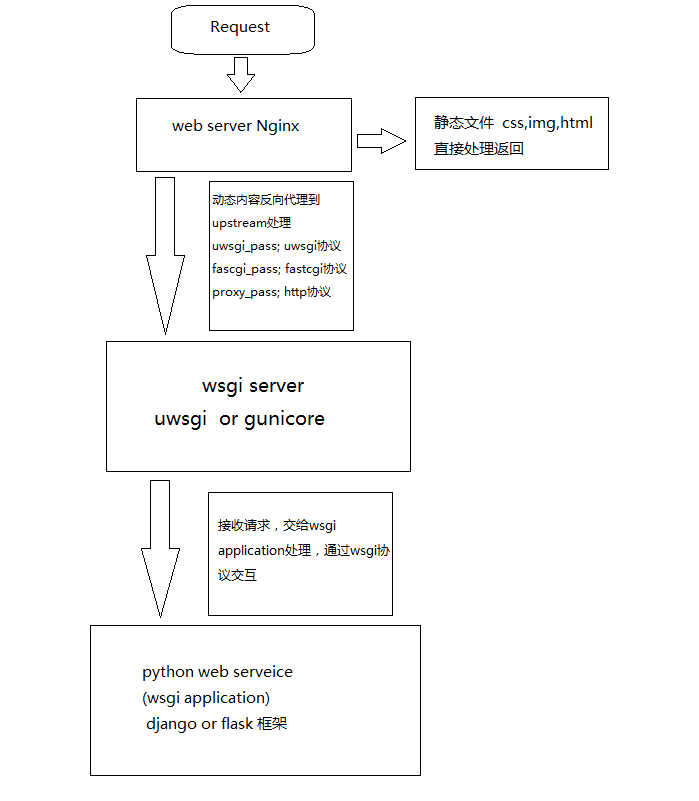 Request
web server Nginx
静态文件 css,img,html
直接处理返回
动态内容反向代理到
upstream处理
uwsgi_pass; uwsgi协议
fascgi_pass; fastcgi协议
proxy_pass; http协议
wsgi server
uwsgi or gunicore
接收请求，交给wsgi
application处理，通过wsgi协
议交互
python web serveice
(wsgi application)
django or flask 框架